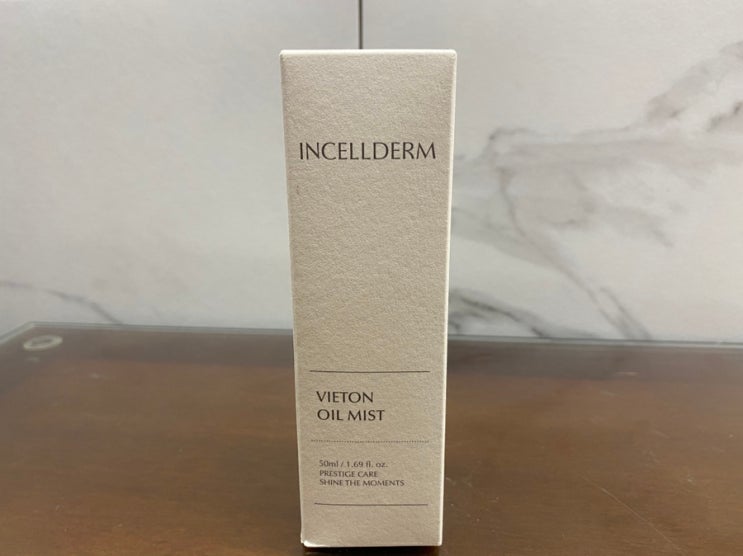 INCELLDERM
VIETON
OIL MIST
50ml / 1.69 fl. oz.
PRESTIGE CARE
SHINE THE MOMENTS